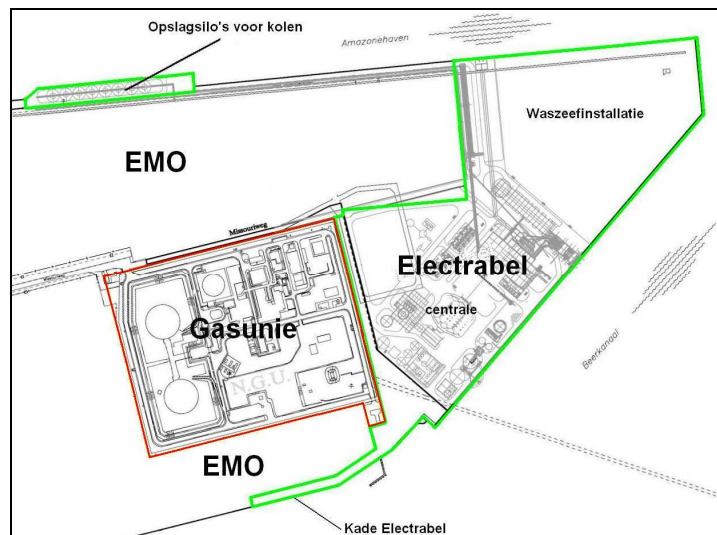 Opslagsilo's voor kolen
Amazonehaven
Waszeefinstallatie
EMO
Missouriweg
Electrabel
centrale
Gasunie
N.G.U.
Beerkanaal
EMO
Kade Electrabel